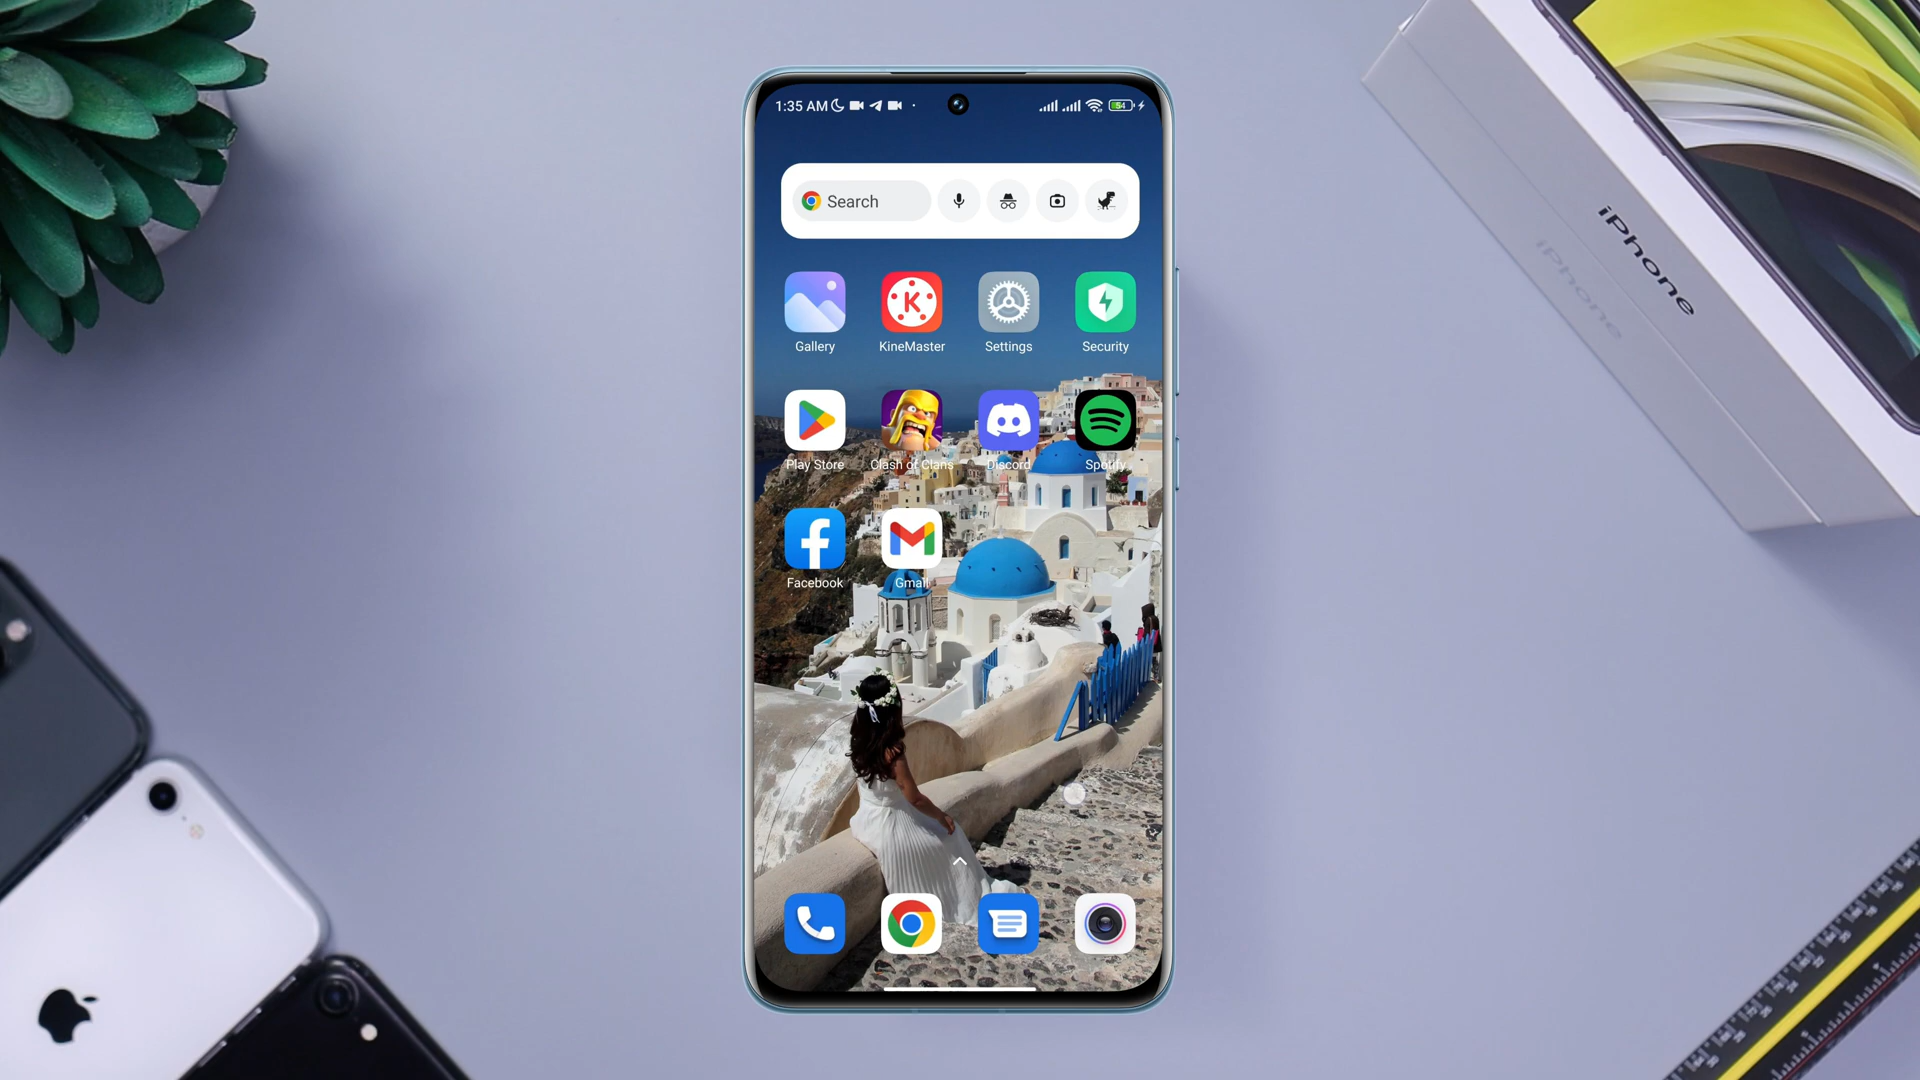 1:35 AM
54
Search
Gallery KineMaster Settings Security
Play Store Clash of Clans Discord Spotify
Facebook Gmail
iPhone
iPhone